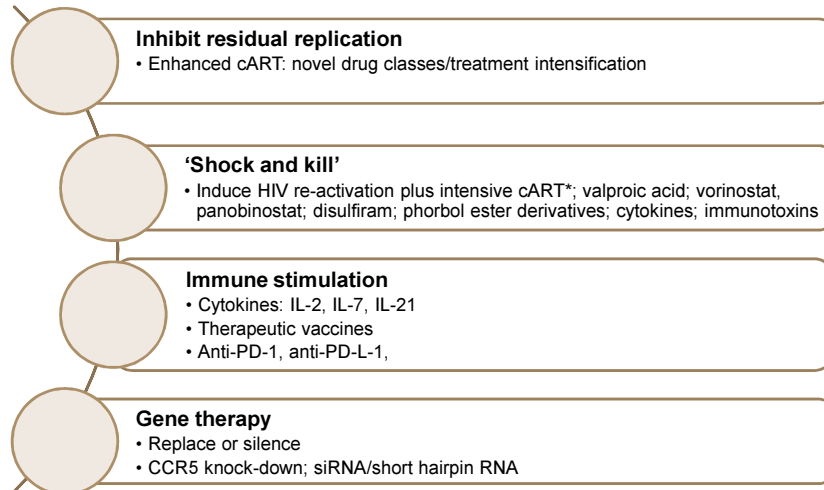 Inhibit residual replication
• Enhanced cART: novel drug classes/treatment intensification
‘Shock and kill’
• Induce HIV re-activation plus intensive cART*; valproic acid; vorinostat,
panobinostat; disulfiram; phorbol ester derivatives; cytokines; immunotoxins
Immune stimulation
• Cytokines: IL-2, IL-7, IL-21
• Therapeutic vaccines
• Anti-PD-1, anti-PD-L-1,
Gene therapy
• Replace or silence
• CCR5 knock-down; siRNA/short hairpin RNA